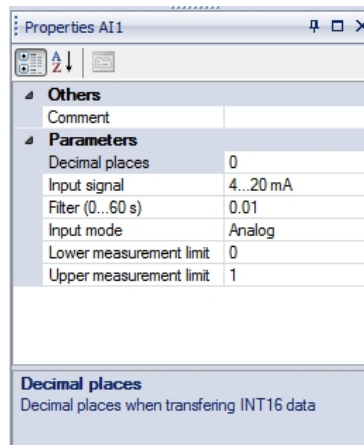 Properties AI1
Others
Comment
Parameters
Decimal places 0
Input signal 4...20 mA
Filter (0...60 s) 0.01
Input mode Analog
Lower measurement limit 0
Upper measurement limit 1
Decimal places
Decimal places when transfering INT16 data